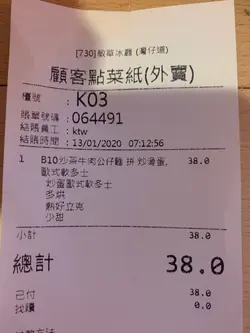 [730]敏華冰廳 (灣仔道)
顧客點菜紙(外賣)
櫃號 : K03
賬單號碼 : 064491
結賬員工 : ktw
結賬時間 : 13/01/2020 07:12:56
1 B10炒茶牛肉公仔麵 拼 炒滑蛋, 38.0
歐式軟多士
炒蛋歐式軟多士
多烘
熱好立克
少甜
小計 38.0
總計 38.0
已付 38.0
找續 0.0